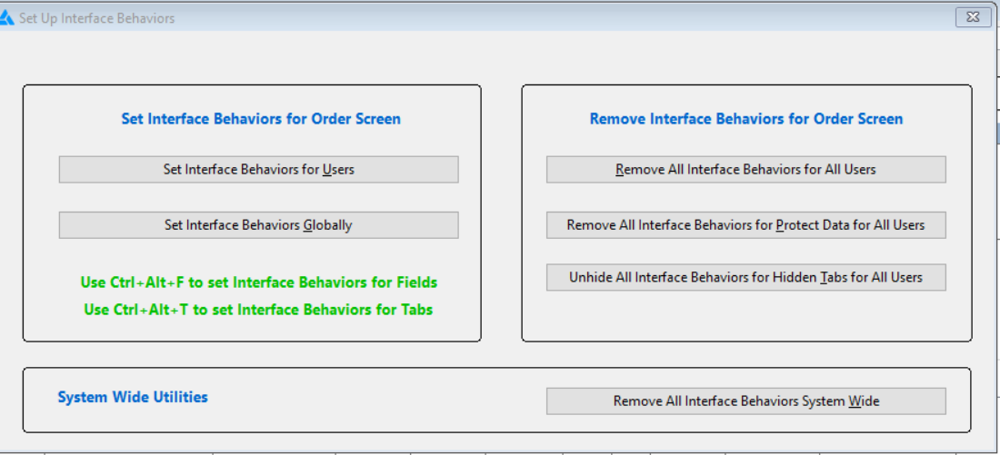 Set Up Interface Behaviors
Set Interface Behaviors for Order Screen
Set Interface Behaviors for Users
Set Interface Behaviors Globally
Use Ctrl+Alt+F to set Interface Behaviors for Fields
Use Ctrl+Alt+T to set Interface Behaviors for Tabs
Remove Interface Behaviors for Order Screen
Remove All Interface Behaviors for All Users
Remove All Interface Behaviors for Protect Data for All Users
Unhide All Interface Behaviors for Hidden Tabs for All Users
System Wide Utilities
Remove All Interface Behaviors System Wide